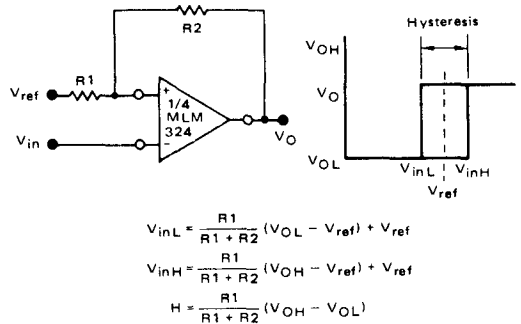 R2
Hysteresis
VOH
R1
Vref
+
1/4
MLM
324
−
Vin
VO
VO
VOL
VinL
VinH
Vref
VinL = R1 / (R1 + R2) (VOL − Vref) + Vref
VinH = R1 / (R1 + R2) (VOH − Vref) + Vref
H = R1 / (R1 + R2) (VOH − VOL)